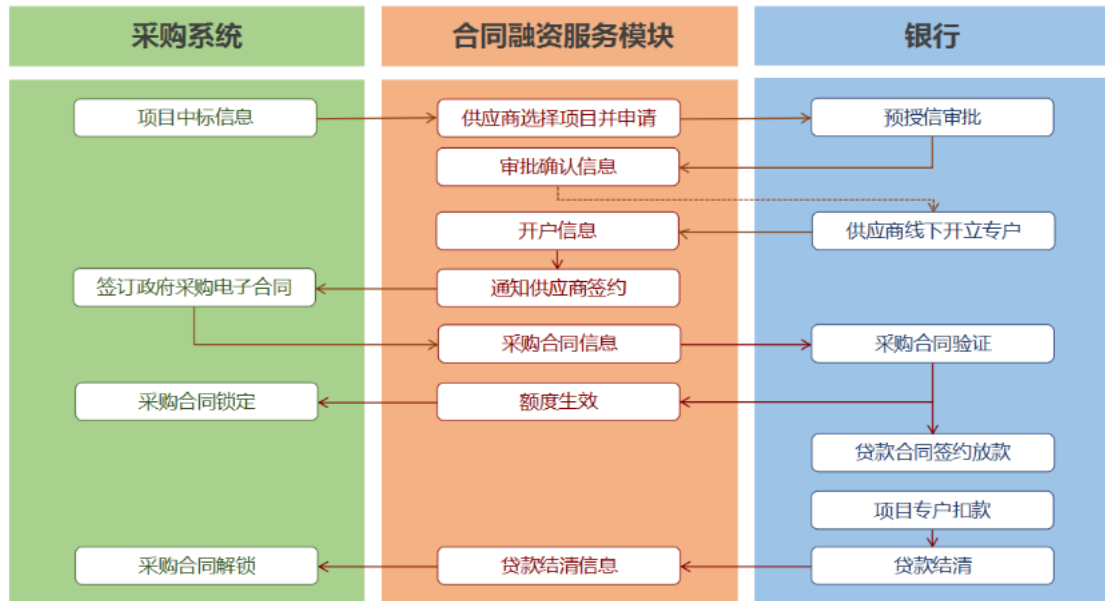 采购系统
合同融资服务模块
银行
项目中标信息
供应商选择项目并申请
预授信审批
审批确认信息
开户信息
供应商线下开立专户
签订政府采购电子合同
通知供应商签约
采购合同信息
采购合同验证
采购合同锁定
额度生效
贷款合同签约放款
项目专户扣款
采购合同解锁
贷款结清信息
贷款结清